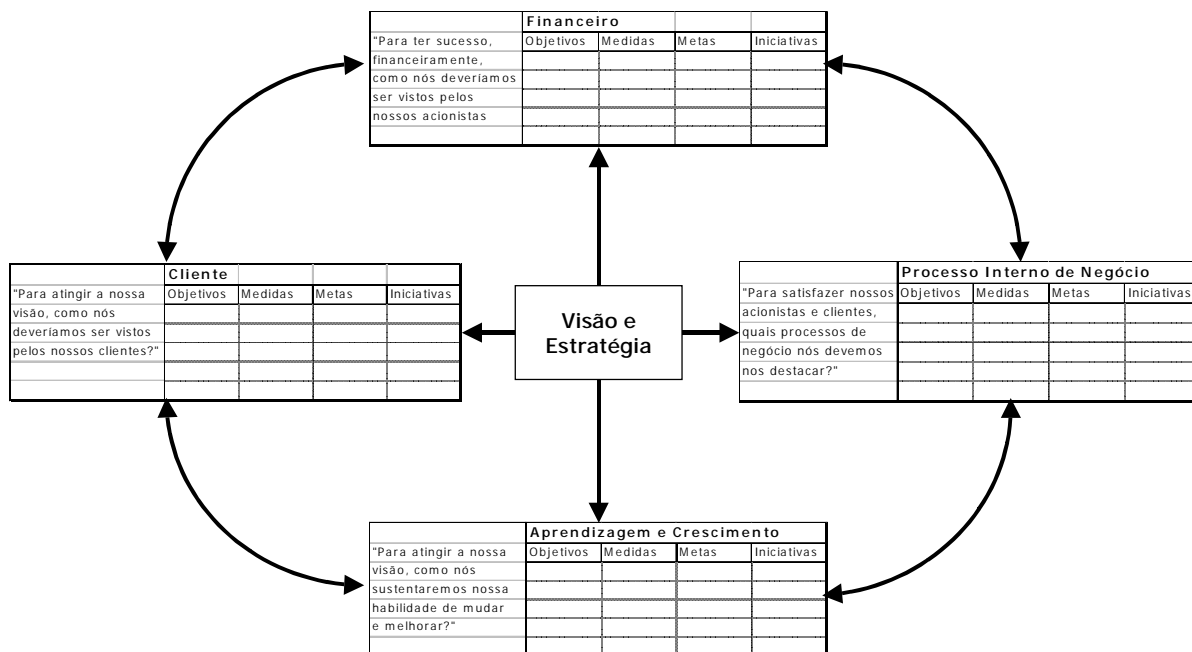 Financeiro
"Para ter sucesso,
Objetivos Medidas Metas Iniciativas
financeiramente,
como nós deveríamos
ser vistos pelos
nossos acionistas
Cliente
"Para atingir a nossa
Objetivos Medidas Metas Iniciativas
visão, como nós
deveríamos ser vistos
pelos nossos clientes?"
Visão e
Estratégia
Processo Interno de Negócio
"Para satisfazer nossos
Objetivos Medidas Metas Iniciativas
acionistas e clientes,
quais processos de
negócio nós devemos
nos destacar?"
Aprendizagem e Crescimento
"Para atingir a nossa
Objetivos Medidas Metas Iniciativas
visão, como nós
sustentaremos nossa
habilidade de mudar
e melhorar?"